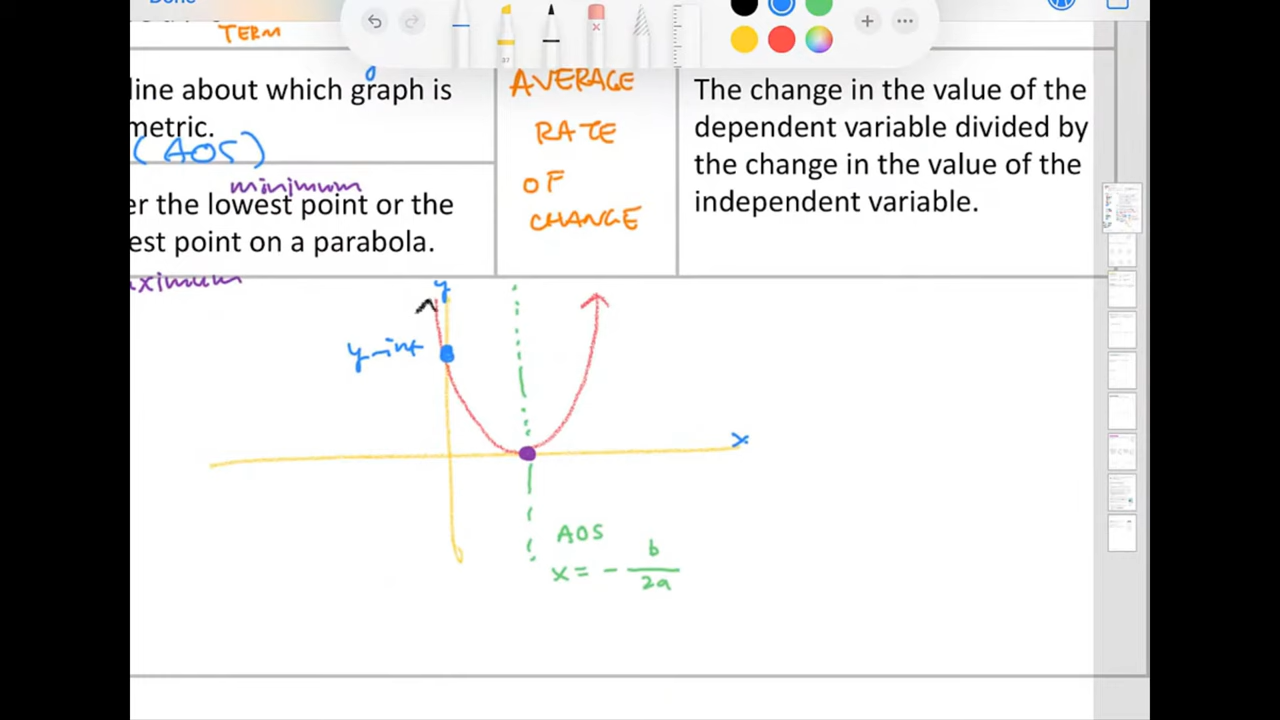 Done
TERM
line about which graph is
metric.
(AOS)
minimum
er the lowest point or the
est point on a parabola.
ximum
AVERAGE
RATE
OF
CHANGE
The change in the value of the
dependent variable divided by
the change in the value of the
independent variable.
y
y-int
x
AOS
x = - b
2a